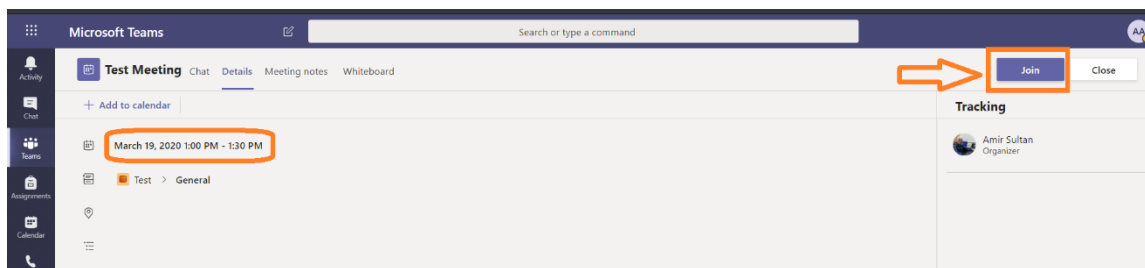 Microsoft Teams
Search or type a command
AA
Activity
Chat
Teams
Assignments
Calendar
Test Meeting Chat Details Meeting notes Whiteboard
Join Close
+ Add to calendar
March 19, 2020 1:00 PM - 1:30 PM
Test > General
Tracking
Amir Sultan
Organizer